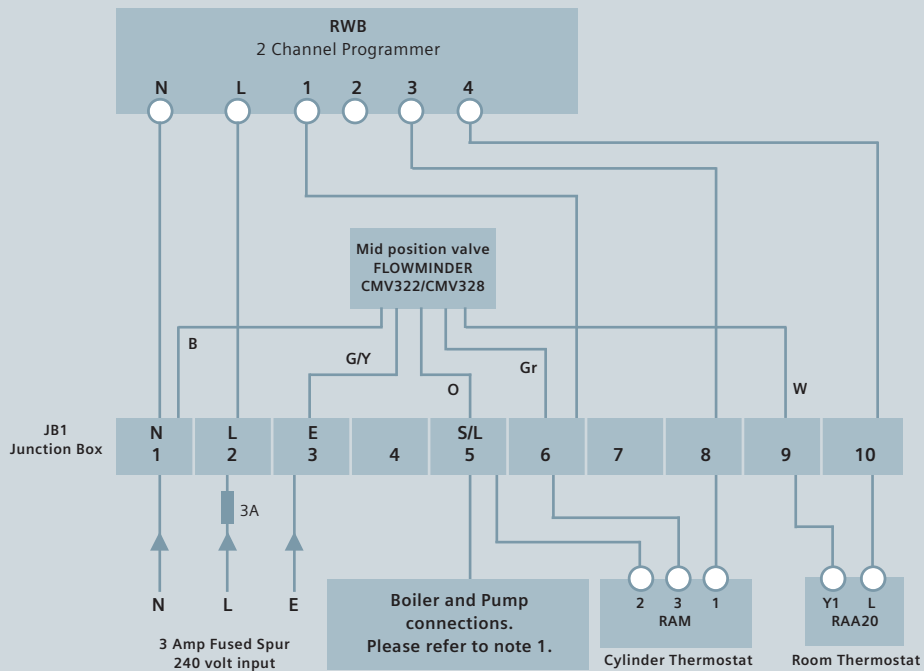 RWB
2 Channel Programmer
N L 1 2 3 4
Mid position valve
FLOWMINDER
CMV322/CMV328
B
G/Y
O
Gr
W
JB1
Junction Box
N L E S/L
1 2 3 4 5 6 7 8 9 10
3A
N L E
3 Amp Fused Spur
240 volt input
Boiler and Pump
connections.
Please refer to note 1.
2 3 1
RAM
Cylinder Thermostat
Y1 L
RAA20
Room Thermostat